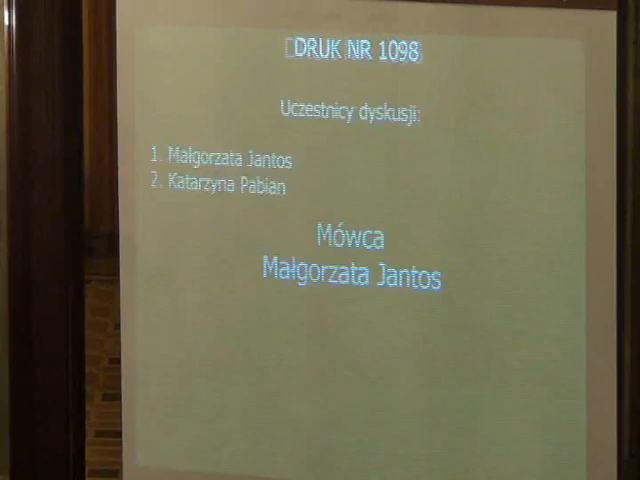 DRUK NR 1098
Uczestnicy dyskusji:
1. Małgorzata Jantos
2. Katarzyna Pabian
Mówca
Małgorzata Jantos